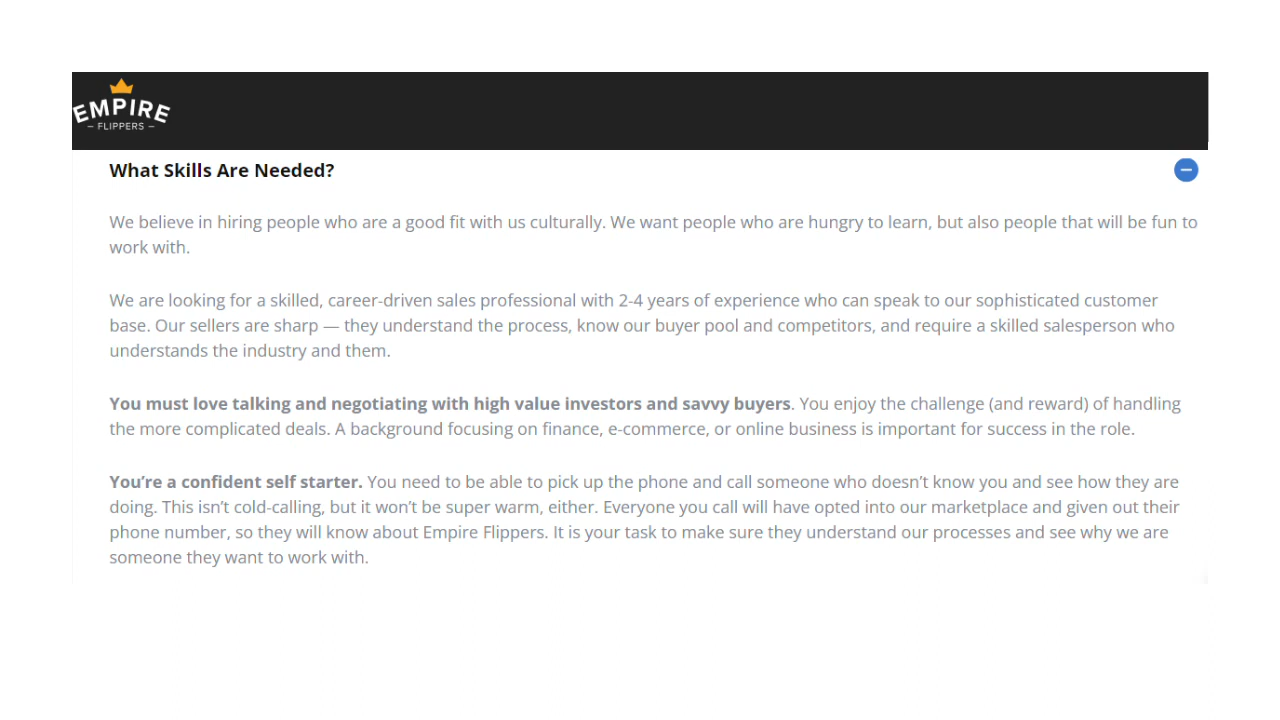 EMPIRE
– FLIPPERS –
What Skills Are Needed?
We believe in hiring people who are a good fit with us culturally. We want people who are hungry to learn, but also people that will be fun to
work with.
We are looking for a skilled, career-driven sales professional with 2-4 years of experience who can speak to our sophisticated customer
base. Our sellers are sharp — they understand the process, know our buyer pool and competitors, and require a skilled salesperson who
understands the industry and them.
You must love talking and negotiating with high value investors and savvy buyers. You enjoy the challenge (and reward) of handling
the more complicated deals. A background focusing on finance, e-commerce, or online business is important for success in the role.
You’re a confident self starter. You need to be able to pick up the phone and call someone who doesn’t know you and see how they are
doing. This isn’t cold-calling, but it won’t be super warm, either. Everyone you call will have opted into our marketplace and given out their
phone number, so they will know about Empire Flippers. It is your task to make sure they understand our processes and see why we are
someone they want to work with.